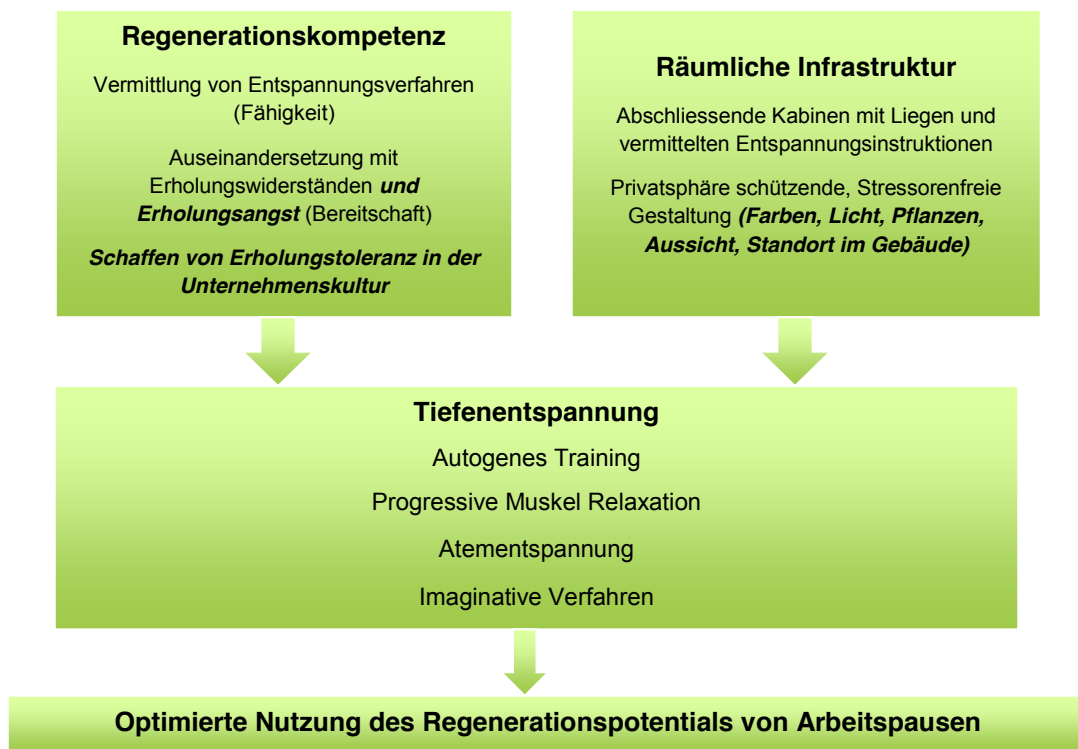 Regenerationskompetenz
Vermittlung von Entspannungsverfahren
(Fähigkeit)
Auseinandersetzung mit
Erholungswiderständen und
Erholungsangst (Bereitschaft)
Schaffen von Erholungstoleranz in der
Unternehmenskultur
Räumliche Infrastruktur
Abschliessende Kabinen mit Liegen und
vermittelten Entspannungsinstruktionen
Privatsphäre schützende, Stressorenfreie
Gestaltung (Farben, Licht, Pflanzen,
Aussicht, Standort im Gebäude)
Tiefenentspannung
Autogenes Training
Progressive Muskel Relaxation
Atementspannung
Imaginative Verfahren
Optimierte Nutzung des Regenerationspotentials von Arbeitspausen